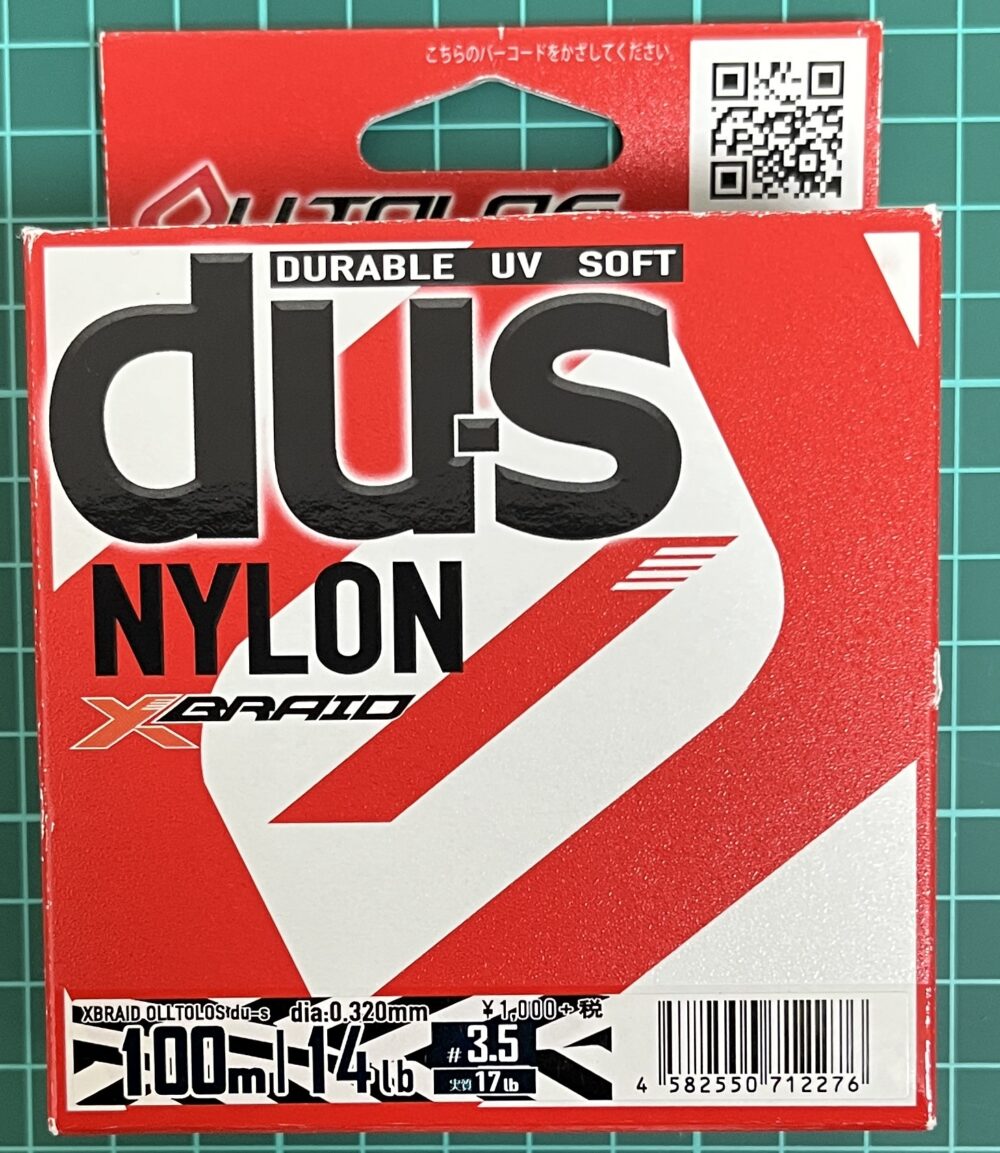 こちらのバーコードをかざしてください。
OLLTOLOS
DURABLE UV SOFT
du-s
NYLON
XBRAID
XBRAID OLLTOLOS du-s dia:0.320mm ¥1,000+税
100m 14lb #3.5
実質17lb
4 582550 712276